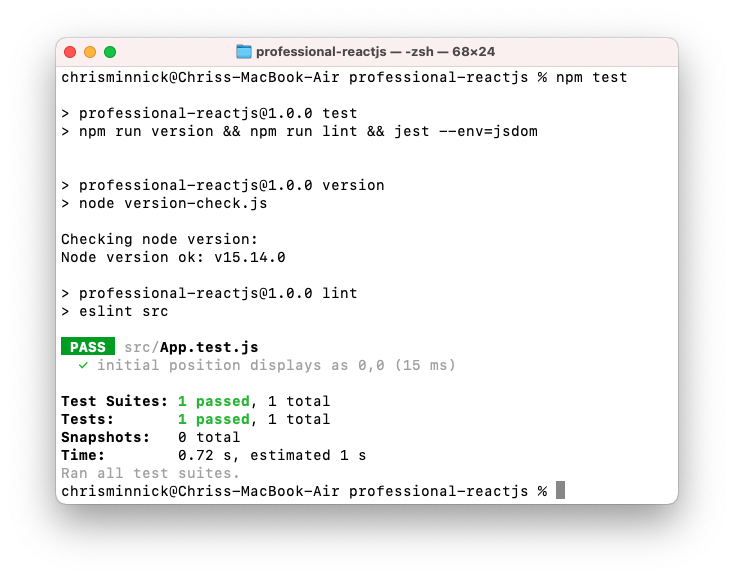 professional-reactjs — -zsh — 68×24
chrisminnick@Chriss-MacBook-Air professional-reactjs % npm test
> professional-reactjs@1.0.0 test
> npm run version && npm run lint && jest --env=jsdom
> professional-reactjs@1.0.0 version
> node version-check.js
Checking node version:
Node version ok: v15.14.0
> professional-reactjs@1.0.0 lint
> eslint src
PASS src/App.test.js
✓ initial position displays as 0,0 (15 ms)
Test Suites: 1 passed, 1 total
Tests: 1 passed, 1 total
Snapshots: 0 total
Time: 0.72 s, estimated 1 s
Ran all test suites.
chrisminnick@Chriss-MacBook-Air professional-reactjs %